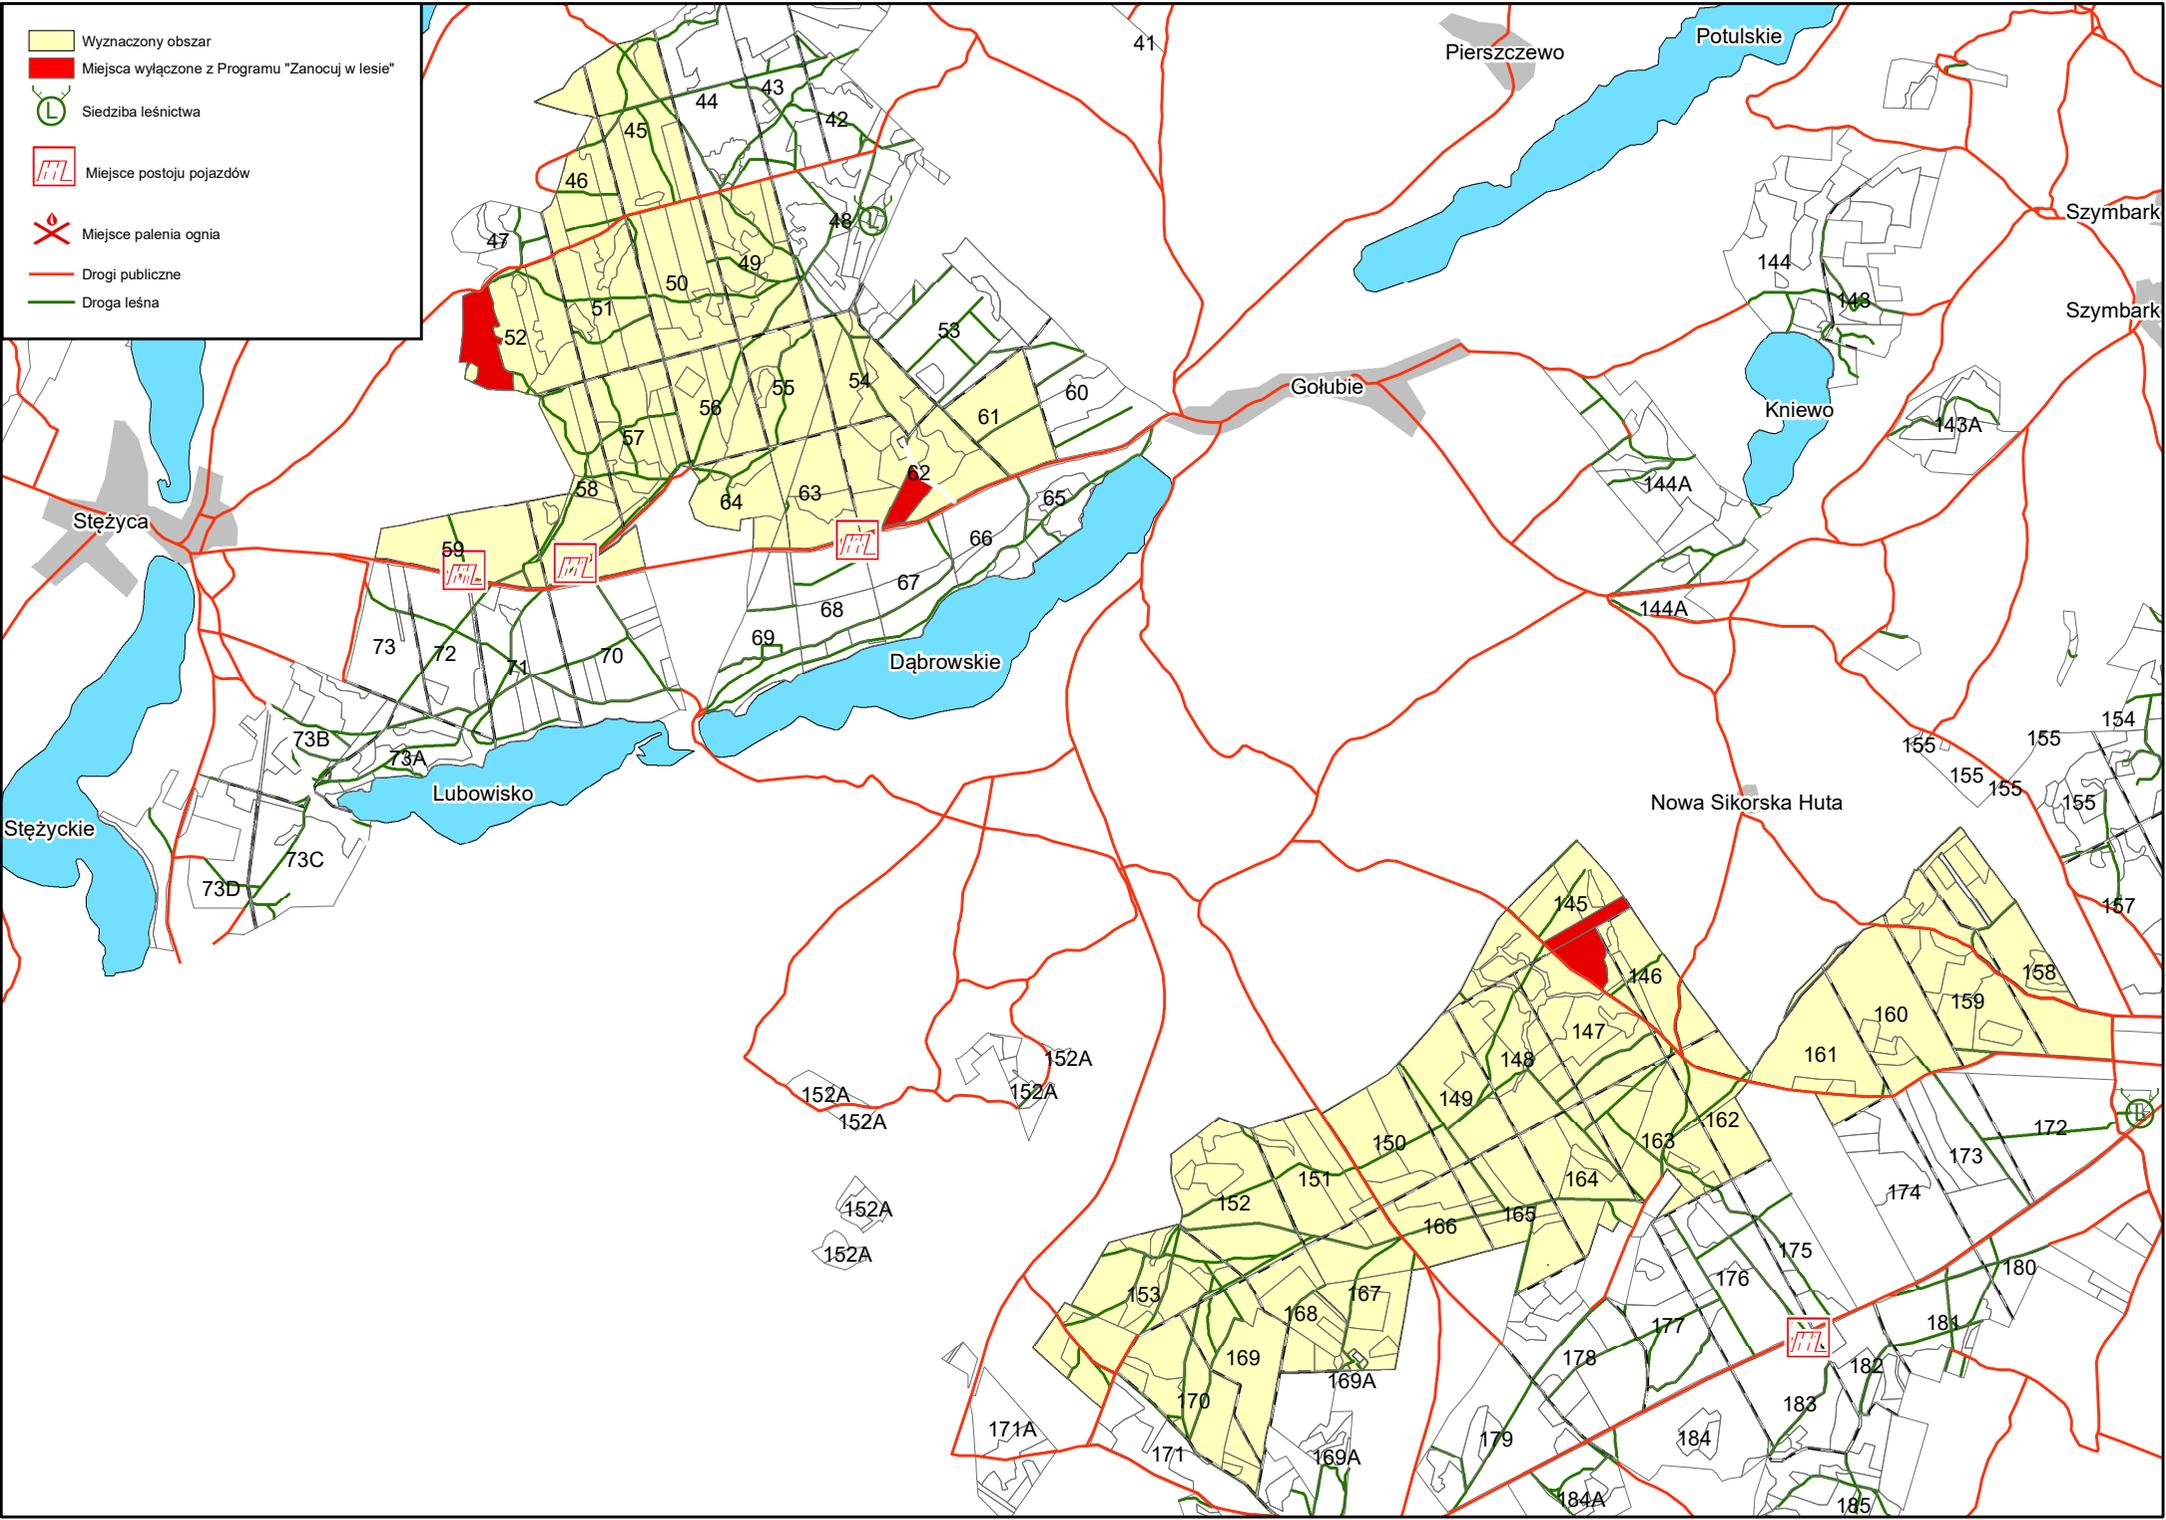 Wyznaczony obszar
Miejsca wyłączone z Programu "Zanocuj w lesie"
L
Siedziba leśnictwa
Miejsce postoju pojazdów
Miejsce palenia ognia
Drogi publiczne
Droga leśna
41
Pierszczewo
Potulskie
44
43
42
45
46
47
48
L
Szymbark
49
50
51
52
144
143
Szymbark
53
54
55
56
57
Gołubie
60
61
Kniewo
143A
58
62
63
64
65
144A
Stężyca
59
66
67
68
69
144A
73
72
71
70
Dąbrowskie
154
155
155
155
155
155
73B
73A
Lubowisko
Nowa Sikorska Huta
Stężyckie
73C
73D
145
157
146
158
159
160
147
161
148
152A
152A
152A
152A
149
162
163
L
172
150
173
151
164
174
152
152A
165
166
152A
175
153
176
180
167
168
177
181
169
178
182
169A
170
183
171A
171
169A
179
184
184A
185